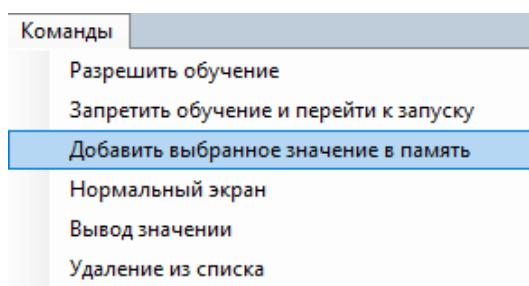 Команды
Разрешить обучение
Запретить обучение и перейти к запуску
Добавить выбранное значение в память
Нормальный экран
Вывод значении
Удаление из списка